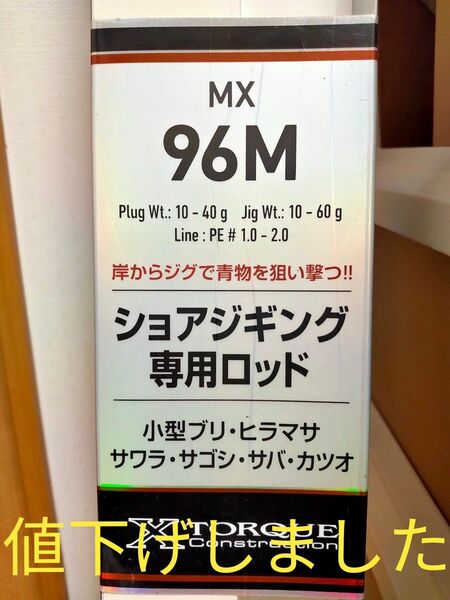 MX
96M
Plug Wt.: 10 - 40 g Jig Wt.: 10 - 60 g
Line : PE # 1.0 - 2.0
岸からジグで青物を狙い撃つ!!
ショアジギング
専用ロッド
小型ブリ・ヒラマサ
サワラ・サゴシ・サバ・カツオ
X TORQUE
Construction
値下げしました